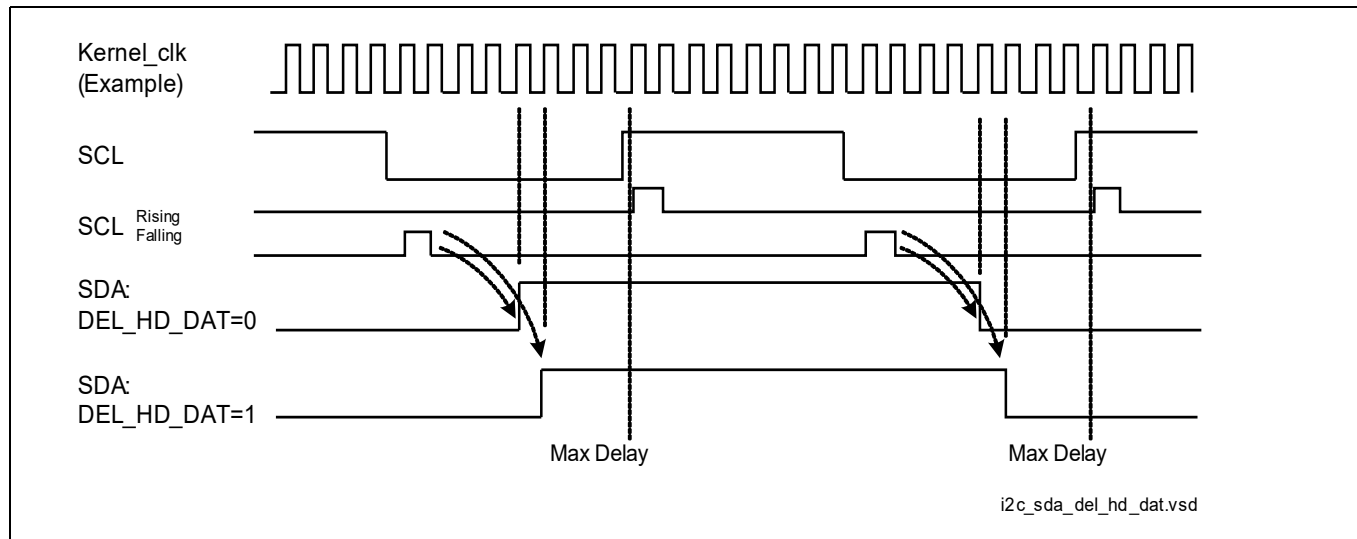 Kernel_clk
(Example)
SCL
SCL Rising
Falling
SDA:
DEL_HD_DAT=0
SDA:
DEL_HD_DAT=1
Max Delay
Max Delay
i2c_sda_del_hd_dat.vsd